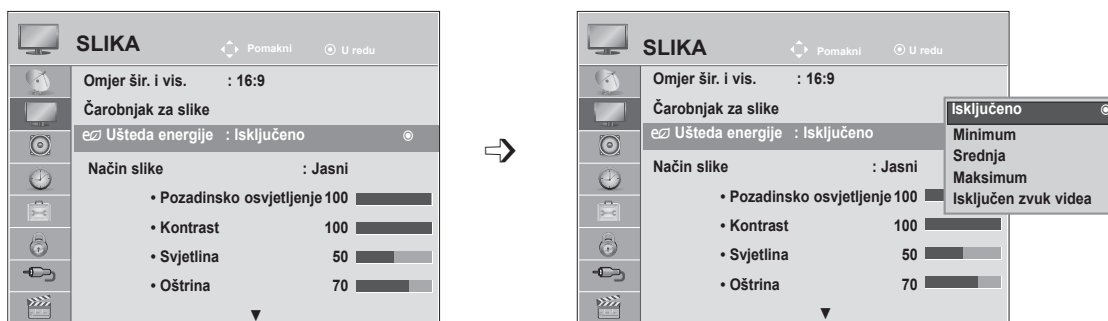 SLIKA Pomakni U redu
Omjer šir. i vis. : 16:9
Čarobnjak za slike
Ušteda energije : Isključeno
Način slike : Jasni
• Pozadinsko osvjetljenje 100
• Kontrast 100
• Svjetlina 50
• Oštrina 70
▼
SLIKA Pomakni U redu
Omjer šir. i vis. : 16:9
Čarobnjak za slike
Ušteda energije : Isključeno
Način slike : Jasni
• Pozadinsko osvjetljenje 100
• Kontrast 100
• Svjetlina 50
• Oštrina 70
▼
Isključeno
Minimum
Srednja
Maksimum
Isključen zvuk videa